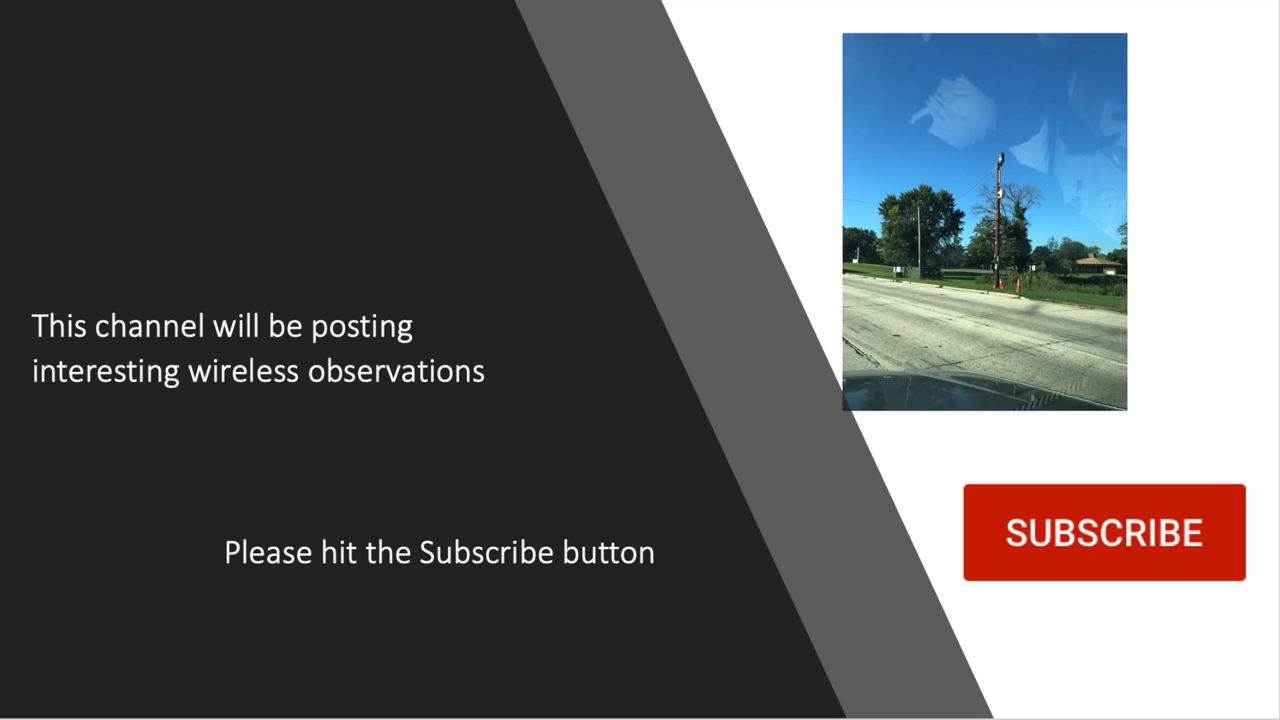 This channel will be posting
interesting wireless observations
Please hit the Subscribe button
SUBSCRIBE